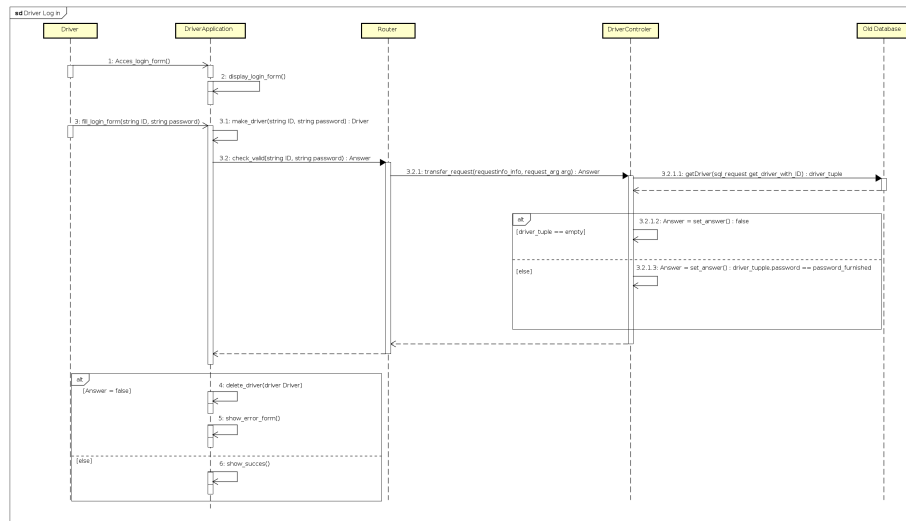 sd Driver Log in
Driver
DriverApplication
Router
DriverControler
Old Database
1: Acces_login_form()
2: display_login_form()
3: fill_login_form(string ID, string password)
3.1: make_driver(string ID, string password) : Driver
3.2: check_valid(string ID, string password) : Answer
3.2.1: transfer_request(requestinfo_info, request_arg arg) : Answer
3.2.1.1: getDriver(sql_request get_driver_with_ID) : driver_tuple
alt
[driver_tuple == empty]
3.2.1.2: Answer = set_answer() : false
[else]
3.2.1.3: Answer = set_answer() : driver_tupple.password == password_furnished
alt
[Answer = false]
4: delete_driver(driver Driver)
5: show_error_form()
[else]
6: show_succes()